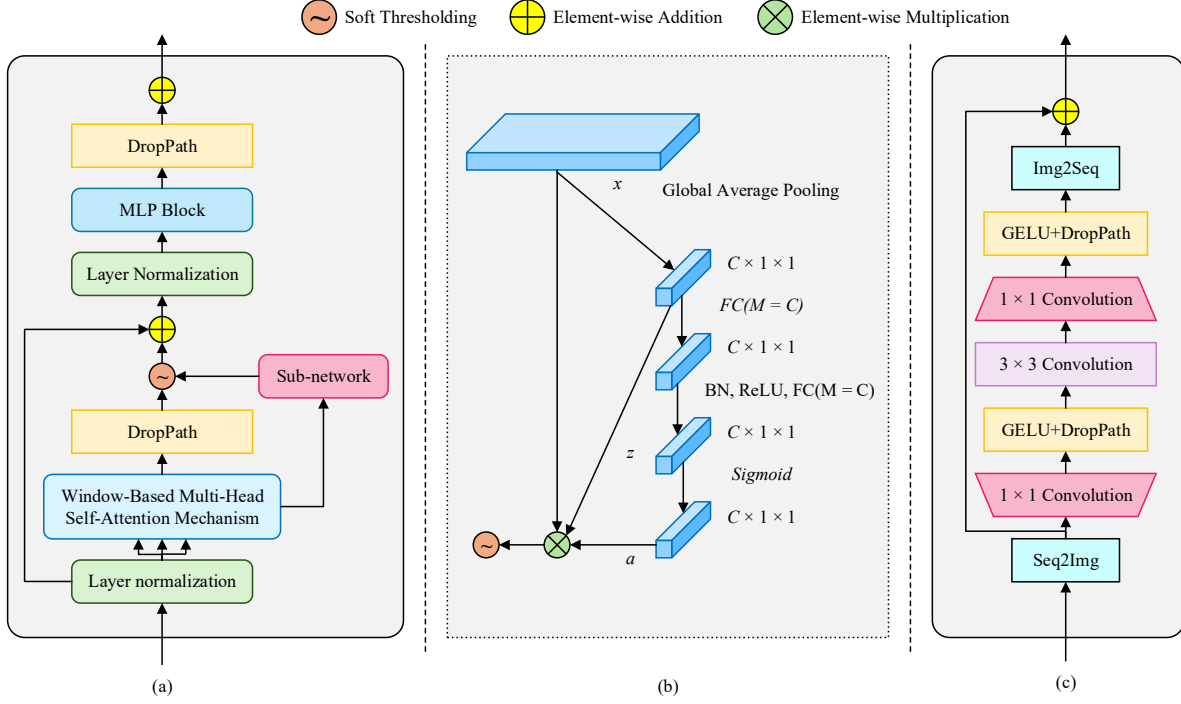 ~ Soft Thresholding
Element-wise Addition
Element-wise Multiplication
DropPath
MLP Block
Layer Normalization
~
Sub-network
DropPath
Window-Based Multi-Head
Self-Attention Mechanism
Layer normalization
(a)
x
Global Average Pooling
C × 1 × 1
FC(M = C)
C × 1 × 1
BN, ReLU, FC(M = C)
C × 1 × 1
z
Sigmoid
C × 1 × 1
~
a
(b)
Img2Seq
GELU+DropPath
1 × 1 Convolution
3 × 3 Convolution
GELU+DropPath
1 × 1 Convolution
Seq2Img
(c)